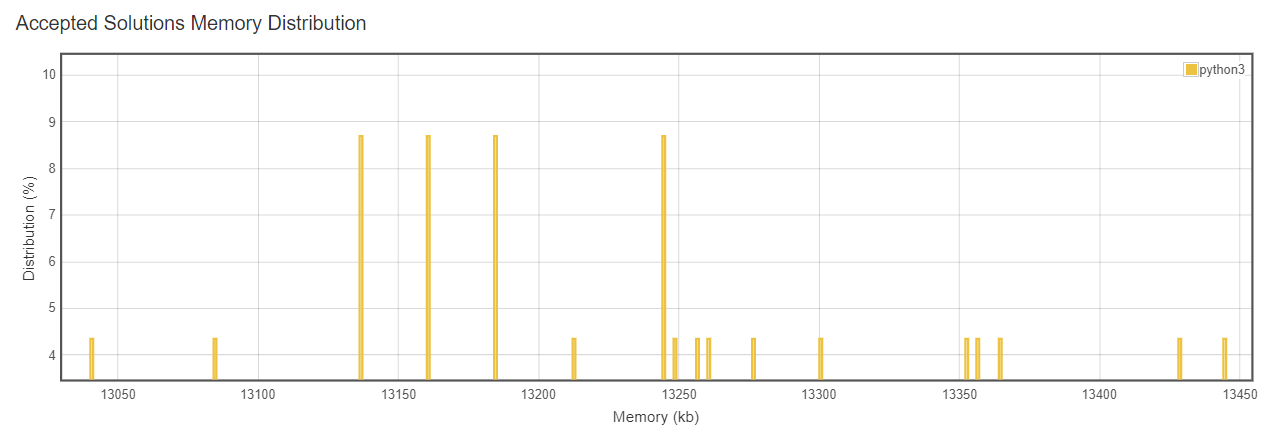 Accepted Solutions Memory Distribution
python3
10
9
8
7
6
5
4
Distribution (%)
13050 13100 13150 13200 13250 13300 13350 13400 13450
Memory (kb)